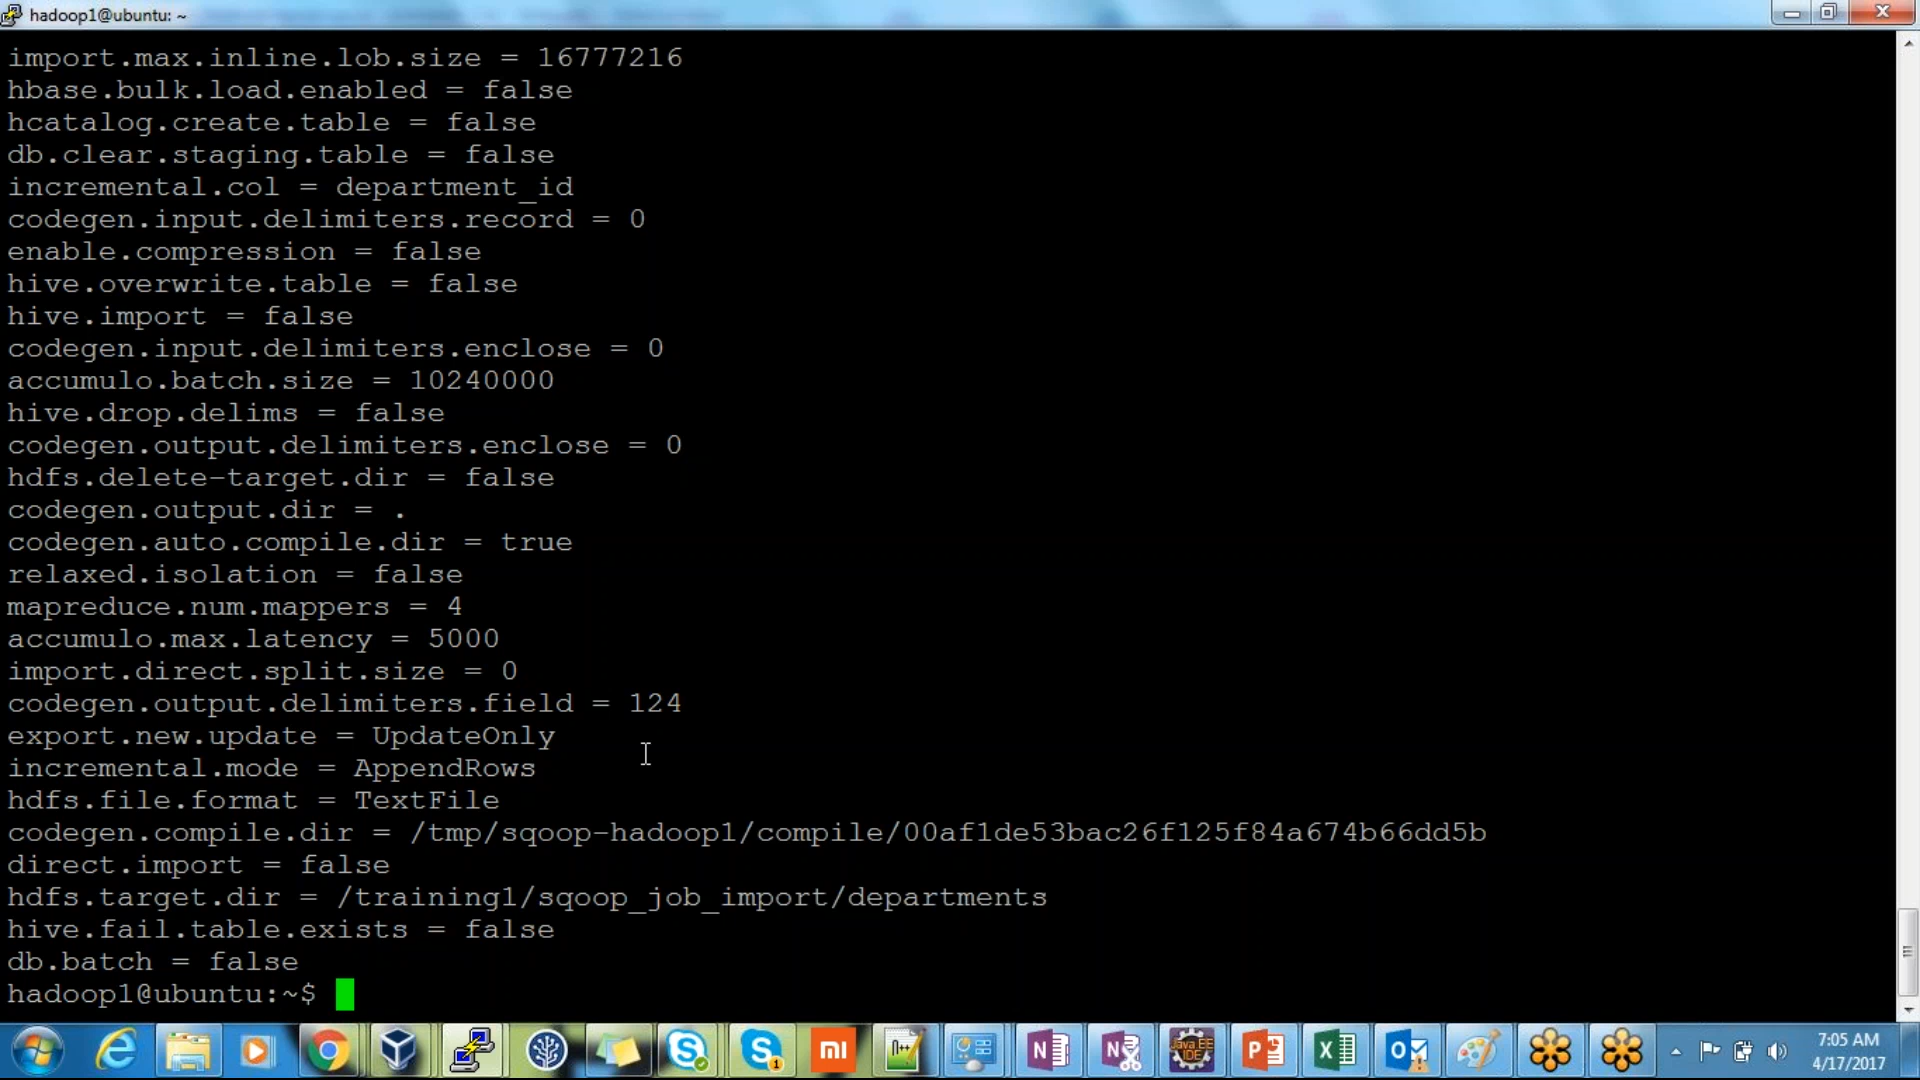 hadoop1@ubuntu: ~
import.max.inline.lob.size = 16777216
hbase.bulk.load.enabled = false
hcatalog.create.table = false
db.clear.staging.table = false
incremental.col = department_id
codegen.input.delimiters.record = 0
enable.compression = false
hive.overwrite.table = false
hive.import = false
codegen.input.delimiters.enclose = 0
accumulo.batch.size = 10240000
hive.drop.delims = false
codegen.output.delimiters.enclose = 0
hdfs.delete-target.dir = false
codegen.output.dir = .
codegen.auto.compile.dir = true
relaxed.isolation = false
mapreduce.num.mappers = 4
accumulo.max.latency = 5000
import.direct.split.size = 0
codegen.output.delimiters.field = 124
export.new.update = UpdateOnly
incremental.mode = AppendRows
hdfs.file.format = TextFile
codegen.compile.dir = /tmp/sqoop-hadoop1/compile/00af1de53bac26f125f84a674b66dd5b
direct.import = false
hdfs.target.dir = /training1/sqoop_job_import/departments
hive.fail.table.exists = false
db.batch = false
hadoop1@ubuntu:~$
mi
Java EE
IDE
7:05 AM
4/17/2017